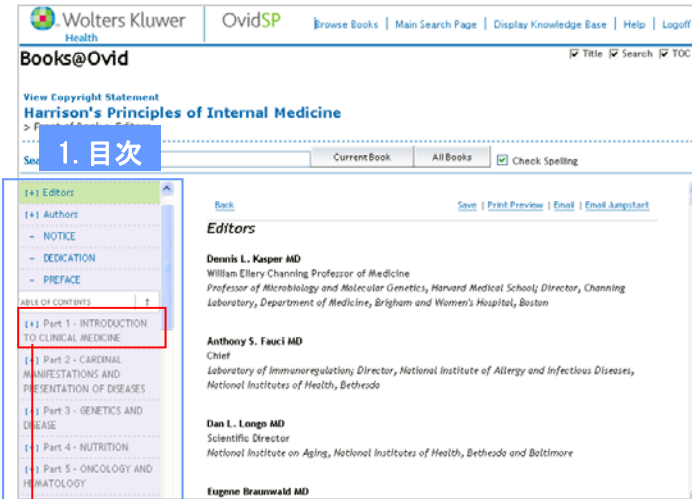 Wolters Kluwer
Health
OvidSP
Browse Books | Main Search Page | Display Knowledge Base | Help | Logoff
Books@Ovid
Title Search TOC
View Copyright Statement
Harrison's Principles of Internal Medicine
1.目次
Current Book
All Books
Check Spelling
[+] Editors
[+] Authors
- NOTICE
- DEDICATION
- PREFACE
TABLE OF CONTENTS
[+] Part 1 - INTRODUCTION
TO CLINICAL MEDICINE
[+] Part 2 - CARDINAL
MANIFESTATIONS AND
PRESENTATION OF DISEASES
[+] Part 3 - GENETICS AND
DISEASE
[+] Part 4 - NUTRITION
[+] Part 5 - ONCOLOGY AND
HEMATOLOGY
Back
Save | Print Preview | Email | Email Jumpstart
Editors
Dennis L. Kasper MD
William Ellery Channing Professor of Medicine
Professor of Microbiology and Molecular Genetics, Harvard Medical School; Director, Channing
Laboratory, Department of Medicine, Brigham and Women's Hospital, Boston
Anthony S. Fauci MD
Chief
Laboratory of Immunoregulation; Director, National Institute of Allergy and Infectious Diseases,
National Institutes of Health, Bethesda
Dan L. Longo MD
Scientific Director
National Institute on Aging, National Institutes of Health, Bethesda and Baltimore
Eugene Braunwald MD